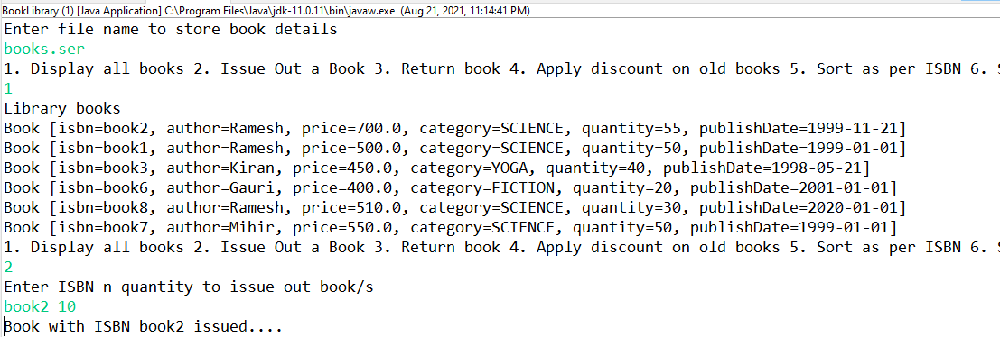 BookLibrary (1) [Java Application] C:\Program Files\Java\jdk-11.0.11\bin\javaw.exe (Aug 21, 2021, 11:14:41 PM)
Enter file name to store book details
books.ser
1. Display all books 2. Issue Out a Book 3. Return book 4. Apply discount on old books 5. Sort as per ISBN 6.
1
Library books
Book [isbn=book2, author=Ramesh, price=700.0, category=SCIENCE, quantity=55, publishDate=1999-11-21]
Book [isbn=book1, author=Ramesh, price=500.0, category=SCIENCE, quantity=50, publishDate=1999-01-01]
Book [isbn=book3, author=Kiran, price=450.0, category=YOGA, quantity=40, publishDate=1998-05-21]
Book [isbn=book6, author=Gauri, price=400.0, category=FICTION, quantity=20, publishDate=2001-01-01]
Book [isbn=book8, author=Ramesh, price=510.0, category=SCIENCE, quantity=30, publishDate=2020-01-01]
Book [isbn=book7, author=Mihir, price=550.0, category=SCIENCE, quantity=50, publishDate=1999-01-01]
1. Display all books 2. Issue Out a Book 3. Return book 4. Apply discount on old books 5. Sort as per ISBN 6.
2
Enter ISBN n quantity to issue out book/s
book2 10
Book with ISBN book2 issued....